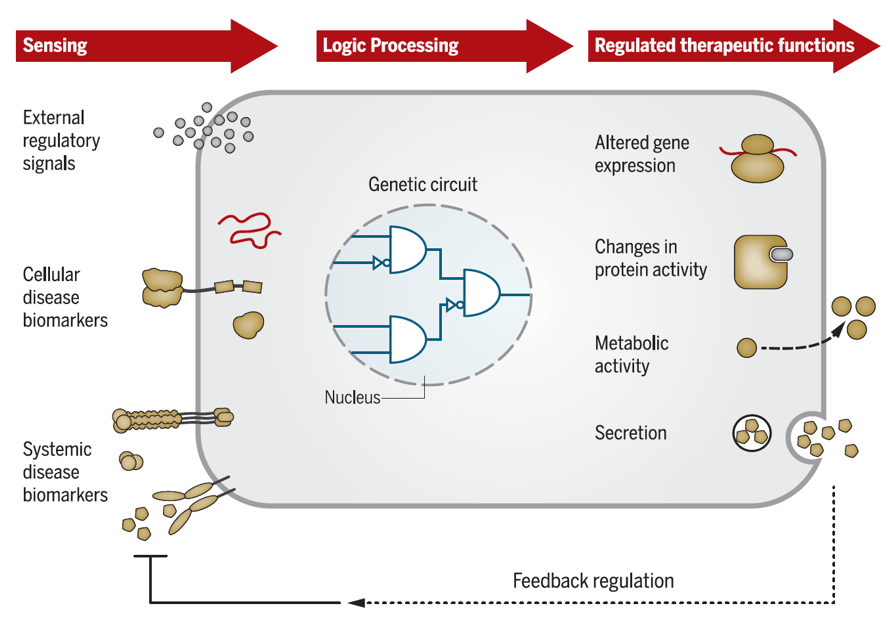 Sensing
Logic Processing
Regulated therapeutic functions
External
regulatory
signals
Cellular
disease
biomarkers
Systemic
disease
biomarkers
Genetic circuit
Nucleus
Altered gene
expression
Changes in
protein activity
Metabolic
activity
Secretion
Feedback regulation